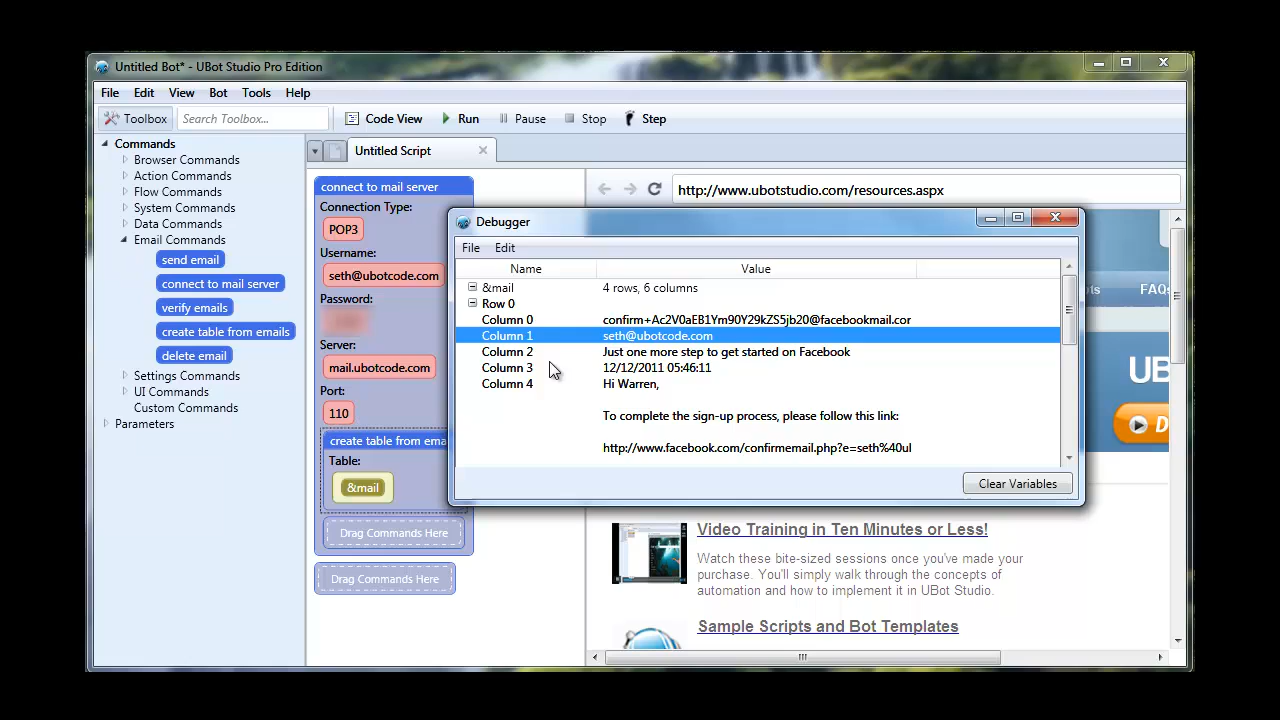 Untitled Bot* - UBot Studio Pro Edition
File Edit View Bot Tools Help
Toolbox Search Toolbox... Code View Run Pause Stop Step
Commands
Browser Commands
Action Commands
Flow Commands
System Commands
Data Commands
Email Commands
send email
connect to mail server
verify emails
create table from emails
delete email
Settings Commands
UI Commands
Custom Commands
Parameters
Untitled Script
connect to mail server
Connection Type:
POP3
Username:
seth@ubotcode.com
Password:
Server:
mail.ubotcode.com
Port:
110
create table from ema
Table:
&mail
Drag Commands Here
Drag Commands Here
http://www.ubotstudio.com/resources.aspx
Debugger
File Edit
Name Value
&mail 4 rows, 6 columns
Row 0
Column 0 confirm+Ac2V0aEB1Ym90Y29kZS5jb20@facebookmail.cor
Column 1 seth@ubotcode.com
Column 2 Just one more step to get started on Facebook
Column 3 12/12/2011 05:46:11
Column 4 Hi Warren,
To complete the sign-up process, please follow this link:
http://www.facebook.com/confirmemail.php?e=seth%40ul
Clear Variables
FAQs
UB
D
Video Training in Ten Minutes or Less!
Watch these bite-sized sessions once you've made your
purchase. You'll simply walk through the concepts of
automation and how to implement it in UBot Studio.
Sample Scripts and Bot Templates